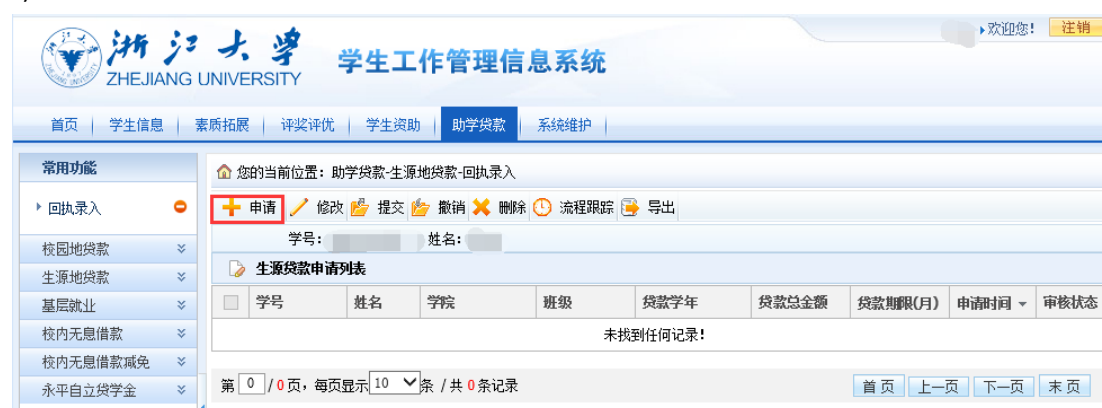 欢迎您! 注销
浙江大学
ZHEJIANG UNIVERSITY
学生工作管理信息系统
首页 学生信息 素质拓展 评奖评优 学生资助 助学贷款 系统维护
常用功能
回执录入
校园地贷款
生源地贷款
基层就业
校内无息借款
校内无息借款减免
永平自立贷学金
您的当前位置: 助学贷款-生源地贷款-回执录入
申请 修改 提交 撤销 删除 流程跟踪 导出
学号: 姓名:
生源贷款申请列表
学号 姓名 学院 班级 贷款学年 贷款总金额 贷款期限(月) 申请时间 审核状态
未找到任何记录!
第 0 / 0 页, 每页显示 10 条 / 共 0 条记录
首页 上一页 下一页 末页